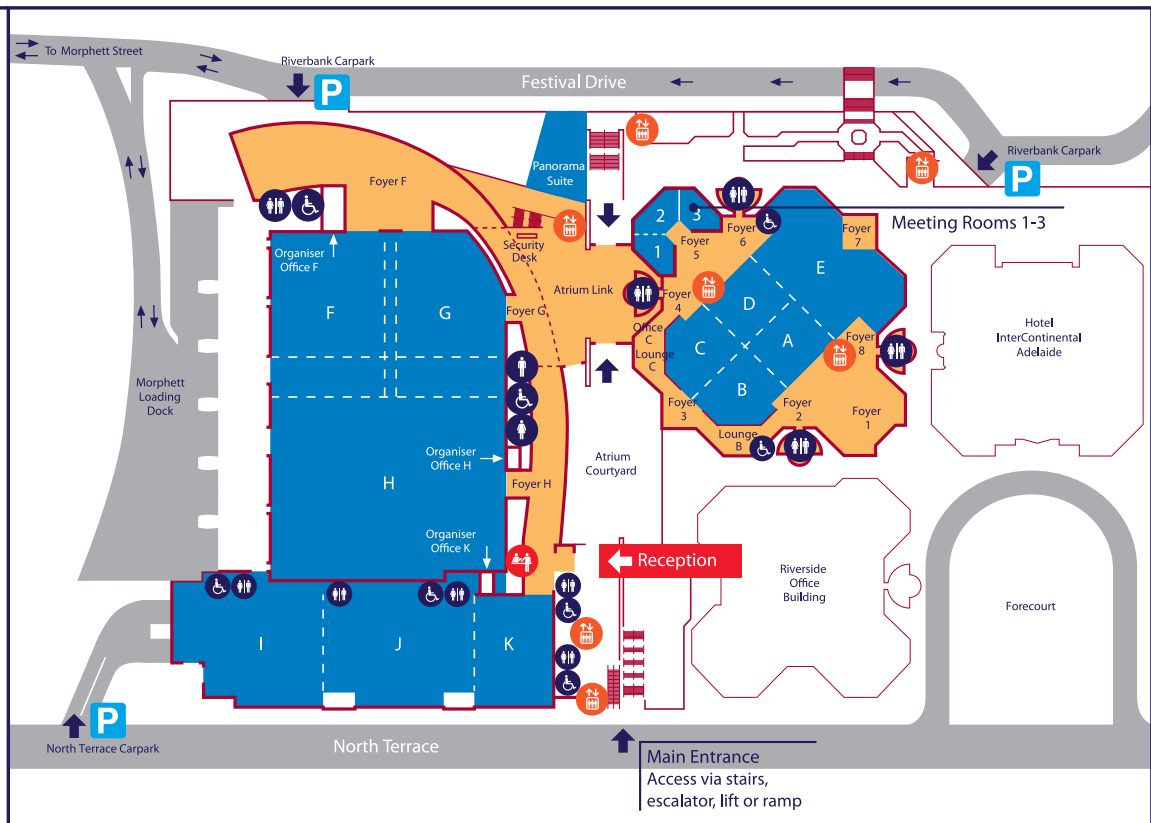 To Morphett Street
Riverbank Carpark
P
Festival Drive
Riverbank Carpark
P
Panorama
Suite
Foyer F
Organiser
Office F
Security
Desk
Meeting Rooms 1-3
2
3
1
Foyer
6
Foyer
5
Foyer
7
E
F
G
Atrium Link
Foyer G
Foyer
4
D
Office
C
Lounge
C
C
A
Foyer
8
B
Foyer
3
Foyer
2
Foyer
1
Lounge
B
Hotel
InterContinental
Adelaide
Morphett
Loading
Dock
Organiser
Office H
H
Foyer H
Atrium
Courtyard
Organiser
Office K
Reception
Riverside
Office
Building
Forecourt
I
J
K
P
North Terrace Carpark
North Terrace
Main Entrance
Access via stairs,
escalator, lift or ramp